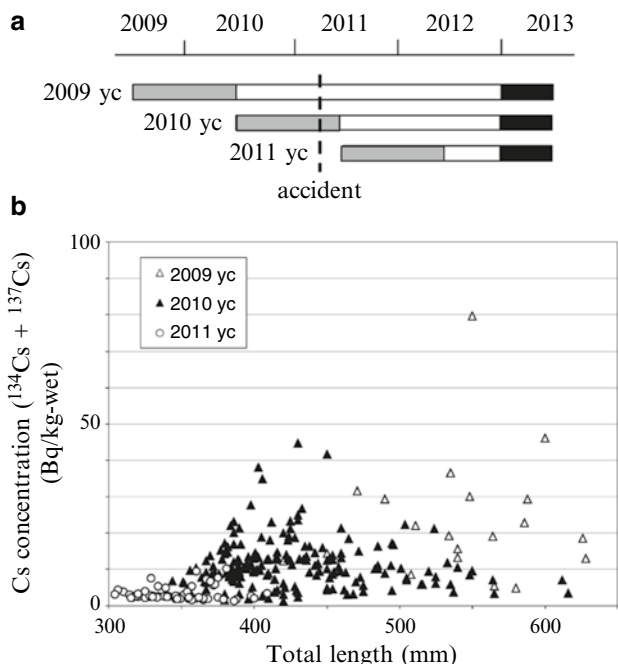 a
2009 2010 2011 2012 2013
2009 yc
2010 yc
2011 yc
accident
b
100
50
0
Cs concentration (¹³⁴Cs + ¹³⁷Cs)
(Bq/kg-wet)
2009 yc
2010 yc
2011 yc
300 400 500 600
Total length (mm)